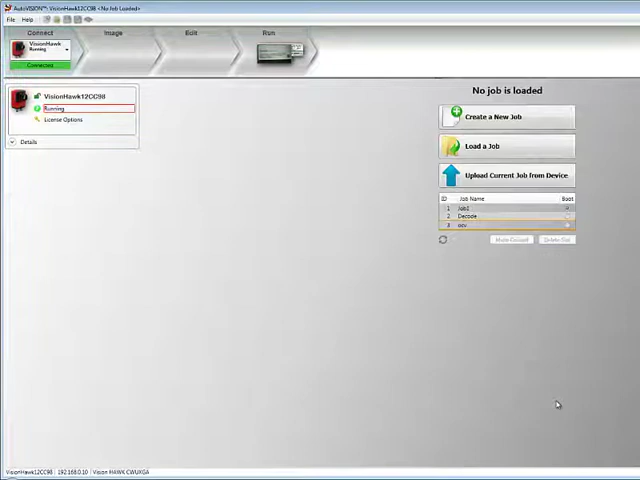 AutoVISION™: VisionHawk12CC98 <No Job Loaded>
File Help
Connect Image Edit Run
VisionHawk
Running
Connected
VisionHawk12CC98
Running
License Options
Details
No job is loaded
Create a New Job
Load a Job
Upload Current Job from Device
ID Job Name Boot
1 Job1
2 Decode
3 ocv
VisionHawk12CC98 192.168.0.10 Vision HAWK CWUXGA